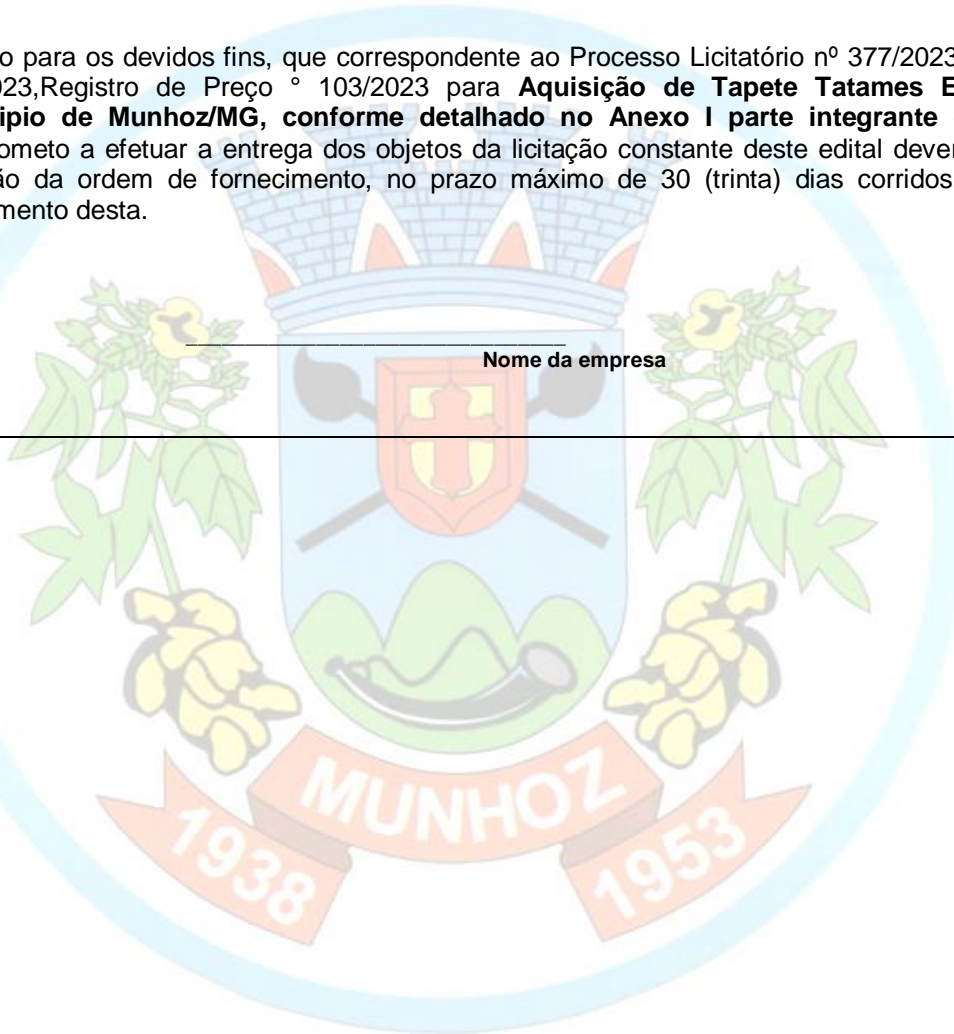 o para os devidos fins, que correspondente ao Processo Licitatório nº 377/2023
023,Registro de Preço ° 103/2023 para Aquisição de Tapete Tatames E
ipio de Munhoz/MG, conforme detalhado no Anexo I parte integrante
ometo a efetuar a entrega dos objetos da licitação constante deste edital dever
ão da ordem de fornecimento, no prazo máximo de 30 (trinta) dias corridos
mento desta.
___________________________________
Nome da empresa
MUNHOZ
1938
1953